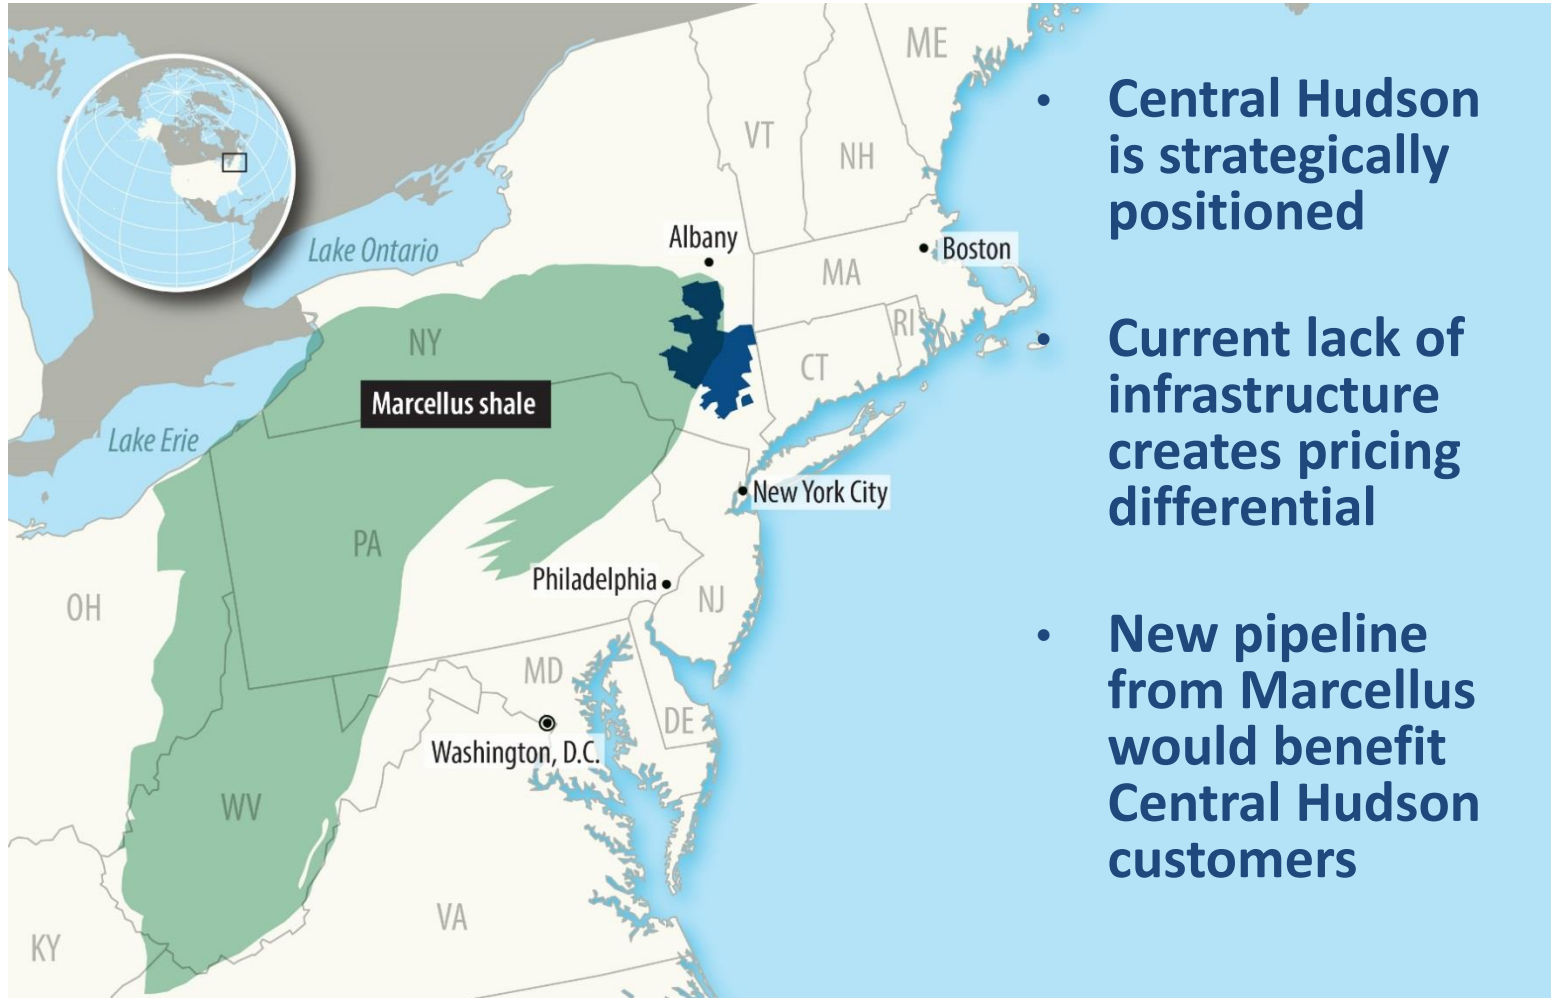 ME
VT
NH
Lake Ontario
Albany
Boston
MA
NY
RI
CT
Marcellus shale
Lake Erie
New York City
PA
Philadelphia
OH
NJ
MD
DE
Washington, D.C.
WV
VA
KY
• Central Hudson
is strategically
positioned
• Current lack of
infrastructure
creates pricing
differential
• New pipeline
from Marcellus
would benefit
Central Hudson
customers